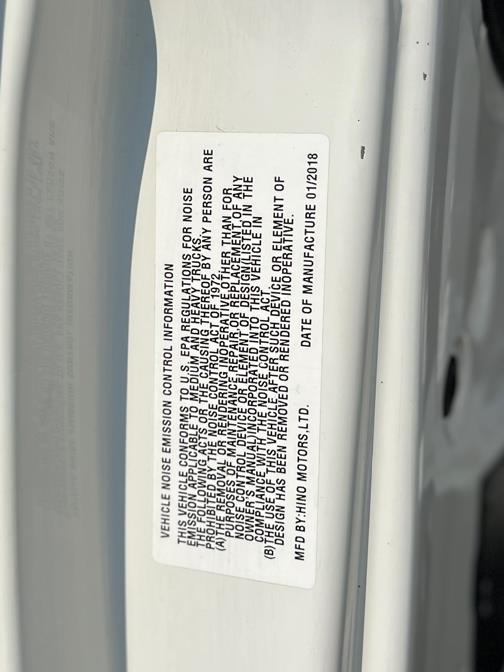 VEHICLE NOISE EMISSION CONTROL INFORMATION
THIS VEHICLE CONFORMS TO U.S. EPA REGULATIONS FOR NOISE
EMISSION APPLICABLE TO MEDIUM AND HEAVY TRUCKS.
THE FOLLOWING ACTS OR THE CAUSING THEREOF BY ANY PERSON ARE
PROHIBITED BY THE NOISE CONTROL ACT OF 1972.
(A)THE REMOVAL OR RENDERING INOPERATIVE,OTHER THAN FOR
PURPOSES OF MAINTENANCE,REPAIR,OR REPLACEMENT,OF ANY
NOISE CONTROL DEVICE OR ELEMENT OF DESIGN(LISTED IN THE
OWNER'S MANUAL)INCORPORATED INTO THIS VEHICLE IN
COMPLIANCE WITH THE NOISE CONTROL ACT.
(B)THE USE OF THIS VEHICLE AFTER SUCH DEVICE OR ELEMENT OF
DESIGN HAS BEEN REMOVED OR RENDERED INOPERATIVE.
MFD BY:HINO MOTORS,LTD. DATE OF MANUFACTURE 01/2018